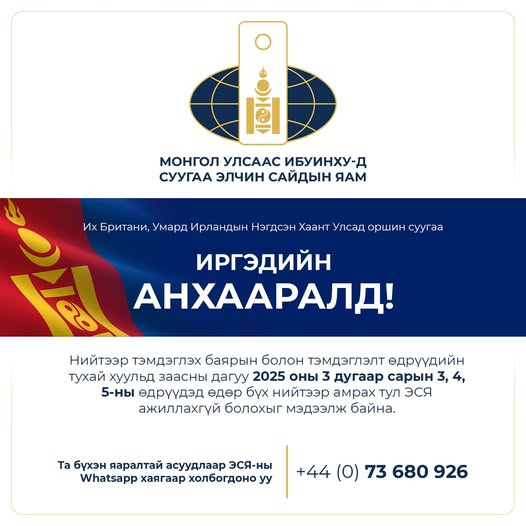 МОНГОЛ УЛСААС ИБУИНХУ-Д
СУУГАА ЭЛЧИН САЙДЫН ЯАМ
Их Британи, Умард Ирландын Нэгдсэн Хаант Улсад оршин суугаа
ИРГЭДИЙН
АНХААРАЛД!
Нийтээр тэмдэглэх баярын болон тэмдэглэлт өдрүүдийн
тухай хуульд заасны дагуу 2025 оны 3 дугаар сарын 3, 4,
5-ны өдрүүдэд өдөр бүх нийтээр амрах тул ЭСЯ
ажиллахгүй болохыг мэдээлж байна.
Та бүхэн яаралтай асуудлаар ЭСЯ-ны
Whatsapp хаягаар холбогдоно уу
+44 (0) 73 680 926